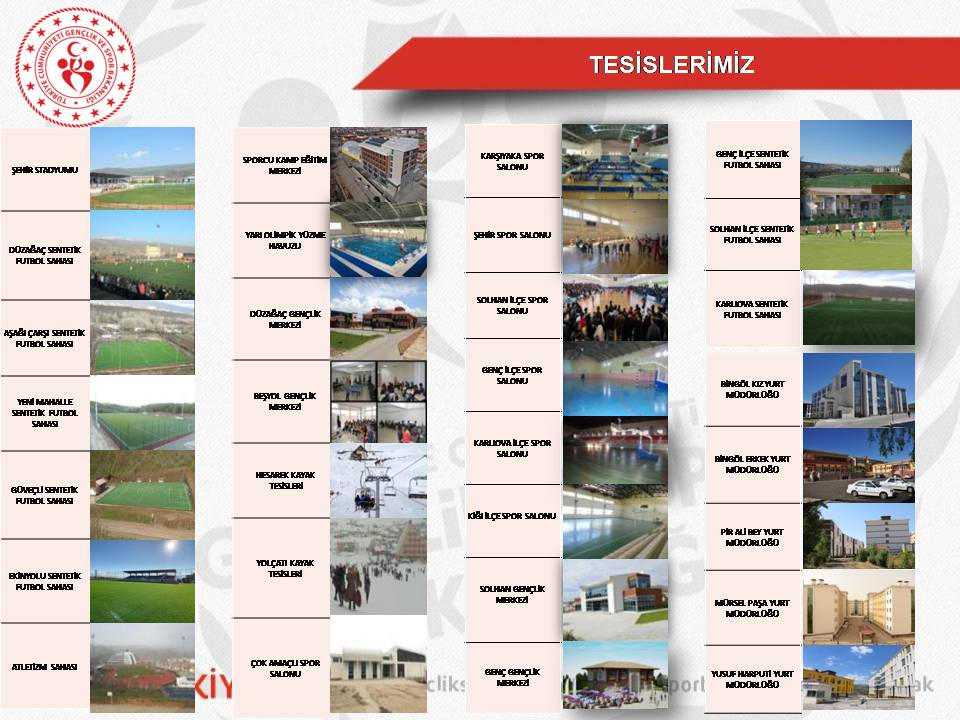 TÜRKİYE CUMHURİYETİ GENÇLİK VE SPOR BAKANLIĞI
TESİSLERİMİZ
ŞEHİR STADYUMU
DÜZAĞAÇ SENTETİK
FUTBOL SAHASI
AŞAĞI ÇARŞI SENTETİK
FUTBOL SAHASI
YENİ MAHALLE
SENTETİK FUTBOL
SAHASI
GÜVEÇLİ SENTETİK
FUTBOL SAHASI
EKİNYOLU SENTETİK
FUTBOL SAHASI
ATLETİZM SAHASI
SPORCU KAMP EĞİTİM
MERKEZİ
YARI OLİMPİK YÜZME
HAVUZU
DÜZAĞAÇ GENÇLİK
MERKEZİ
BEŞYOL GENÇLİK
MERKEZİ
HESAREK KAYAK
TESİSLERİ
YOLÇATI KAYAK
TESİSLERİ
ÇOK AMAÇLI SPOR
SALONU
KARŞIYAKA SPOR
SALONU
ŞEHİR SPOR SALONU
SOLHAN İLÇE SPOR
SALONU
GENÇ İLÇE SPOR
SALONU
KARLIOVA İLÇE SPOR
SALONU
KİĞI İLÇE SPOR SALONU
SOLHAN GENÇLİK
MERKEZİ
GENÇ GENÇLİK
MERKEZİ
GENÇ İLÇE SENTETİK
FUTBOL SAHASI
SOLHAN İLÇE SENTETİK
FUTBOL SAHASI
KARLIOVA SENTETİK
FUTBOL SAHASI
BİNGÖL KIZ YURT
MÜDÜRLÜĞÜ
BİNGÖL ERKEK YURT
MÜDÜRLÜĞÜ
PİR ALİ BEY YURT
MÜDÜRLÜĞÜ
MÜRSEL PAŞA YURT
MÜDÜRLÜĞÜ
YUSUF HARPUTİ YURT
MÜDÜRLÜĞÜ